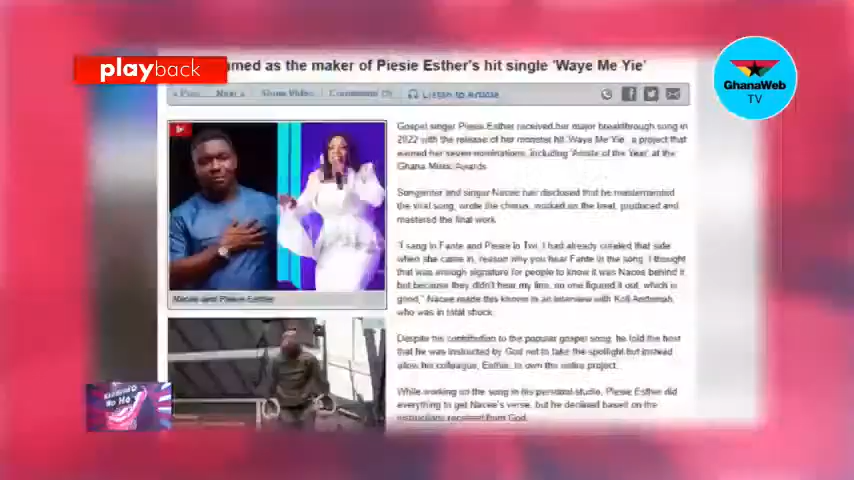 playback
med as the maker of Piesie Esther's hit single 'Waye Me Yie'
GhanaWeb
TV
Next »
Show Video
Comments
Listen to Article
Gospel singer Piesie Esther received her major breakthrough song in
2022 with the release of her monster hit 'Waye Me Yie', a project that
earned her seven nominations, including 'Artiste of the Year' at the
Ghana Music Awards.
Songwriter and singer Nacee has disclosed that he masterminded
the viral song, wrote the chorus, worked on the beat, produced and
mastered the final work.
"I sang in Fante and Piesie in Twi. I had already curated that side
when she came in, reason why you hear Fante in the song. I thought
that was enough signature for people to know it was Nacee behind it
but because they didn't hear my line, no one figured it out, which is
good," Nacee made this known in an interview with Kofi
who was in total shock.
Nacee and Piesie Esther
Despite his contribution to the popular gospel song, he told the host
that he was instructed by God not to take the spotlight but instead
allow his colleague, Esther, to own the entire project.
While working on the song in his personal studio, Piesie Esther did
everything to get Nacee's verse, but he declined based on the
instructions received from God.